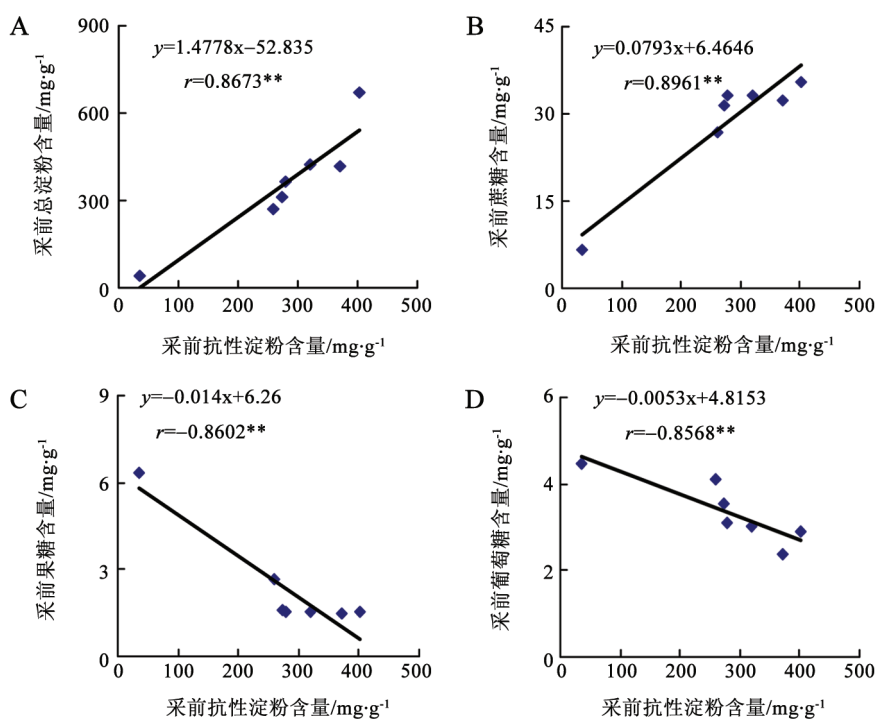 A
y=1.4778x−52.835
r=0.8673**
采前总淀粉含量/mg·g-1
900
600
300
0
0 100 200 300 400 500
采前抗性淀粉含量/mg·g-1
B
y=0.0793x+6.4646
r=0.8961**
采前蔗糖含量/mg·g-1
45
30
15
0
0 100 200 300 400 500
采前抗性淀粉含量/mg·g-1
C
y=−0.014x+6.26
r=−0.8602**
采前果糖含量/mg·g-1
9
6
3
0
0 100 200 300 400 500
采前抗性淀粉含量/mg·g-1
D
y=−0.0053x+4.8153
r=−0.8568**
采前葡萄糖含量/mg·g-1
6
4
2
0
0 100 200 300 400 500
采前抗性淀粉含量/mg·g-1